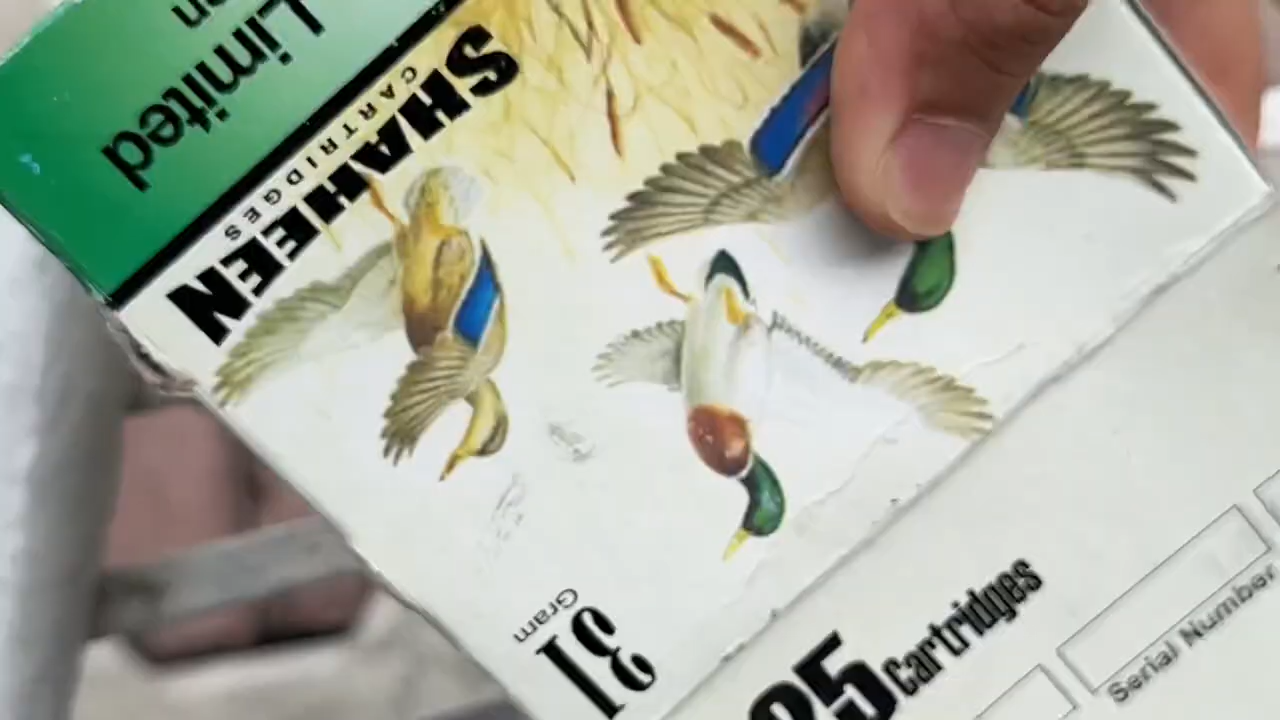 Limited
SHAHEEN
CARTRIDGES
31
Gram
25 Cartridges
Serial Number